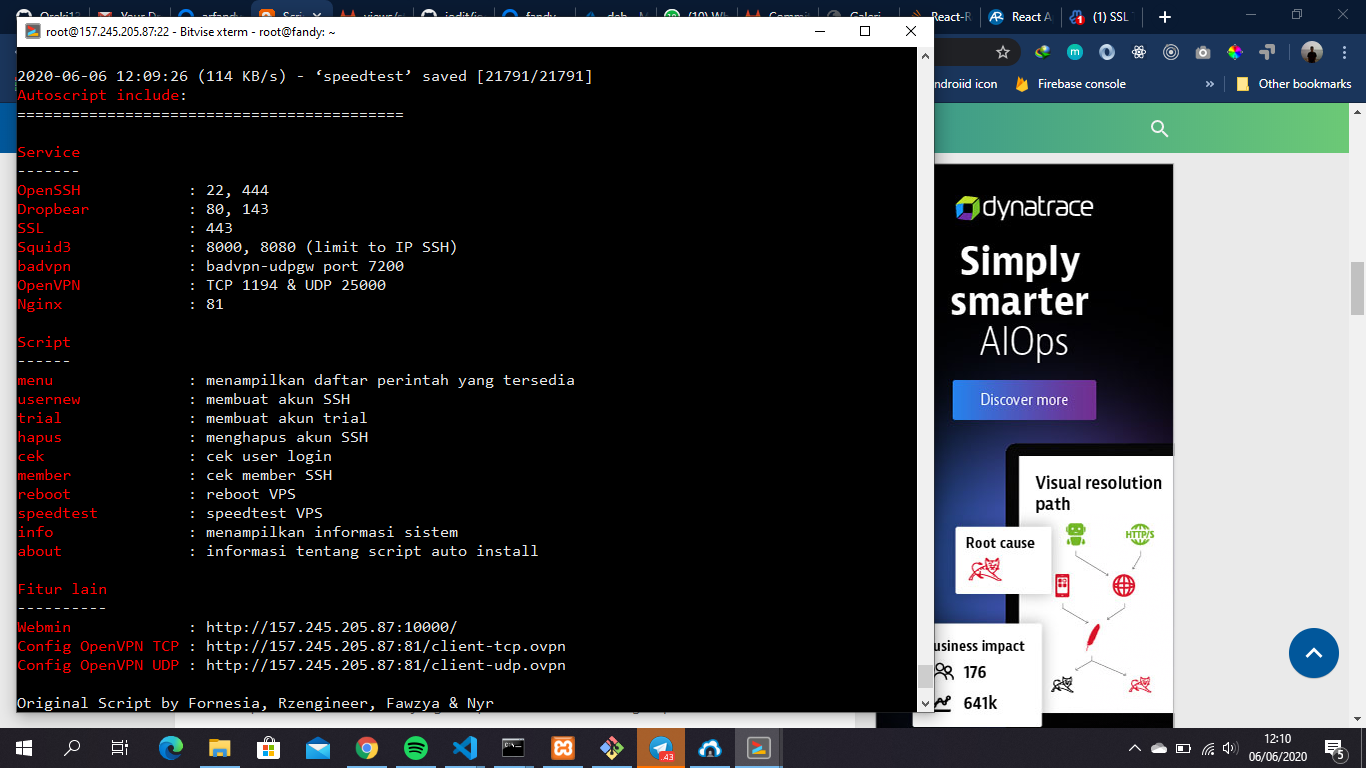 Orcki13
Your D
arfandy
Scri
views/s
jodit/is
fandy
deb
(10) Wh
Commi
Galeri
React-R
React A
(1) SSL
root@157.245.205.87:22 - Bitvise xterm - root@fandy: ~
ndroiid icon
Firebase console
»
Other bookmarks
2020-06-06 12:09:26 (114 KB/s) - ‘speedtest’ saved [21791/21791]
Autoscript include:
===========================================
Service
-------
OpenSSH : 22, 444
Dropbear : 80, 143
SSL : 443
Squid3 : 8000, 8080 (limit to IP SSH)
badvpn : badvpn-udpgw port 7200
OpenVPN : TCP 1194 & UDP 25000
Nginx : 81
Script
------
menu : menampilkan daftar perintah yang tersedia
usernew : membuat akun SSH
trial : membuat akun trial
hapus : menghapus akun SSH
cek : cek user login
member : cek member SSH
reboot : reboot VPS
speedtest : speedtest VPS
info : menampilkan informasi sistem
about : informasi tentang script auto install
Fitur lain
----------
Webmin : http://157.245.205.87:10000/
Config OpenVPN TCP : http://157.245.205.87:81/client-tcp.ovpn
Config OpenVPN UDP : http://157.245.205.87:81/client-udp.ovpn
Original Script by Fornesia, Rzengineer, Fawzya & Nyr
dynatrace
Simply
smarter
AIOps
Discover more
Visual resolution
path
HTTP/S
Root cause
usiness impact
176
641k
43
12:10
06/06/2020
5